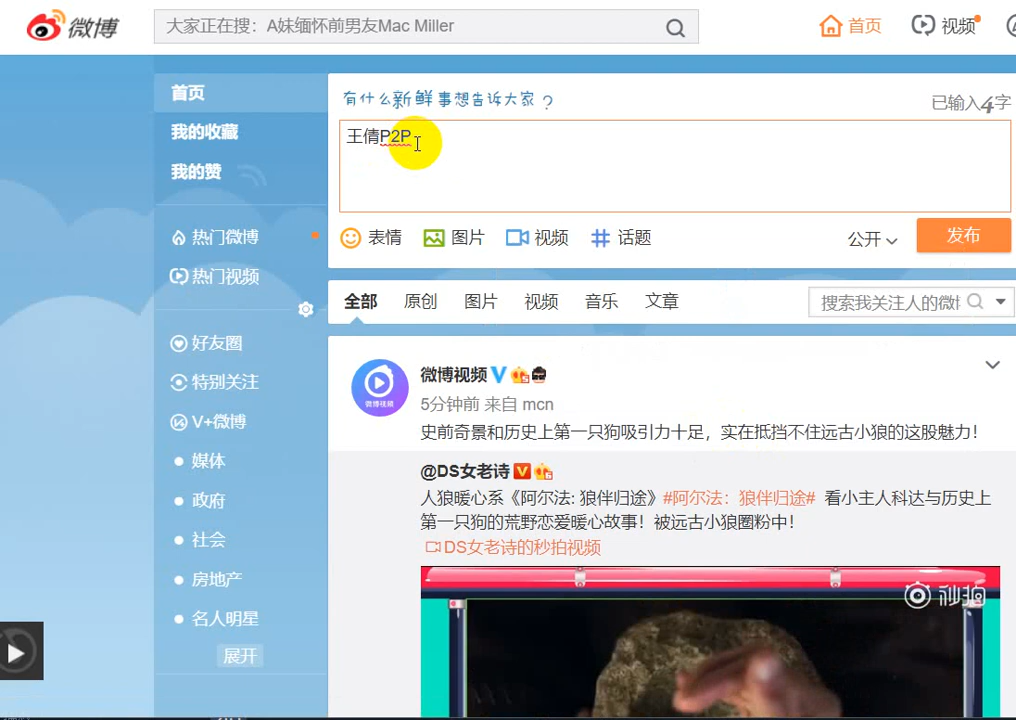 微博
大家正在搜：A妹缅怀前男友Mac Miller
首页
视频
首页
我的收藏
我的赞
热门微博
热门视频
好友圈
特别关注
V+微博
媒体
政府
社会
房地产
名人明星
展开
有什么新鲜事想告诉大家？
已输入4字
王倩P2P
表情
图片
视频
话题
公开
发布
全部
原创
图片
视频
音乐
文章
搜索我关注人的微
微博视频
5分钟前 来自 mcn
史前奇景和历史上第一只狗吸引力十足，实在抵挡不住远古小狼的这股魅力！
@DS女老诗
人狼暖心系《阿尔法: 狼伴归途》#阿尔法：狼伴归途# 看小主人科达与历史上
第一只狗的荒野恋爱暖心故事！被远古小狼圈粉中！
DS女老诗的秒拍视频
秒拍
微博视频